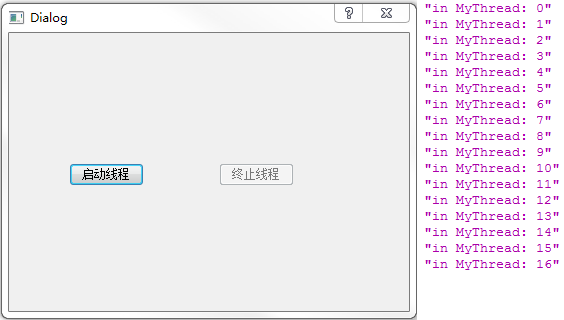 Dialog
启动线程
终止线程
"in MyThread: 0"
"in MyThread: 1"
"in MyThread: 2"
"in MyThread: 3"
"in MyThread: 4"
"in MyThread: 5"
"in MyThread: 6"
"in MyThread: 7"
"in MyThread: 8"
"in MyThread: 9"
"in MyThread: 10"
"in MyThread: 11"
"in MyThread: 12"
"in MyThread: 13"
"in MyThread: 14"
"in MyThread: 15"
"in MyThread: 16"